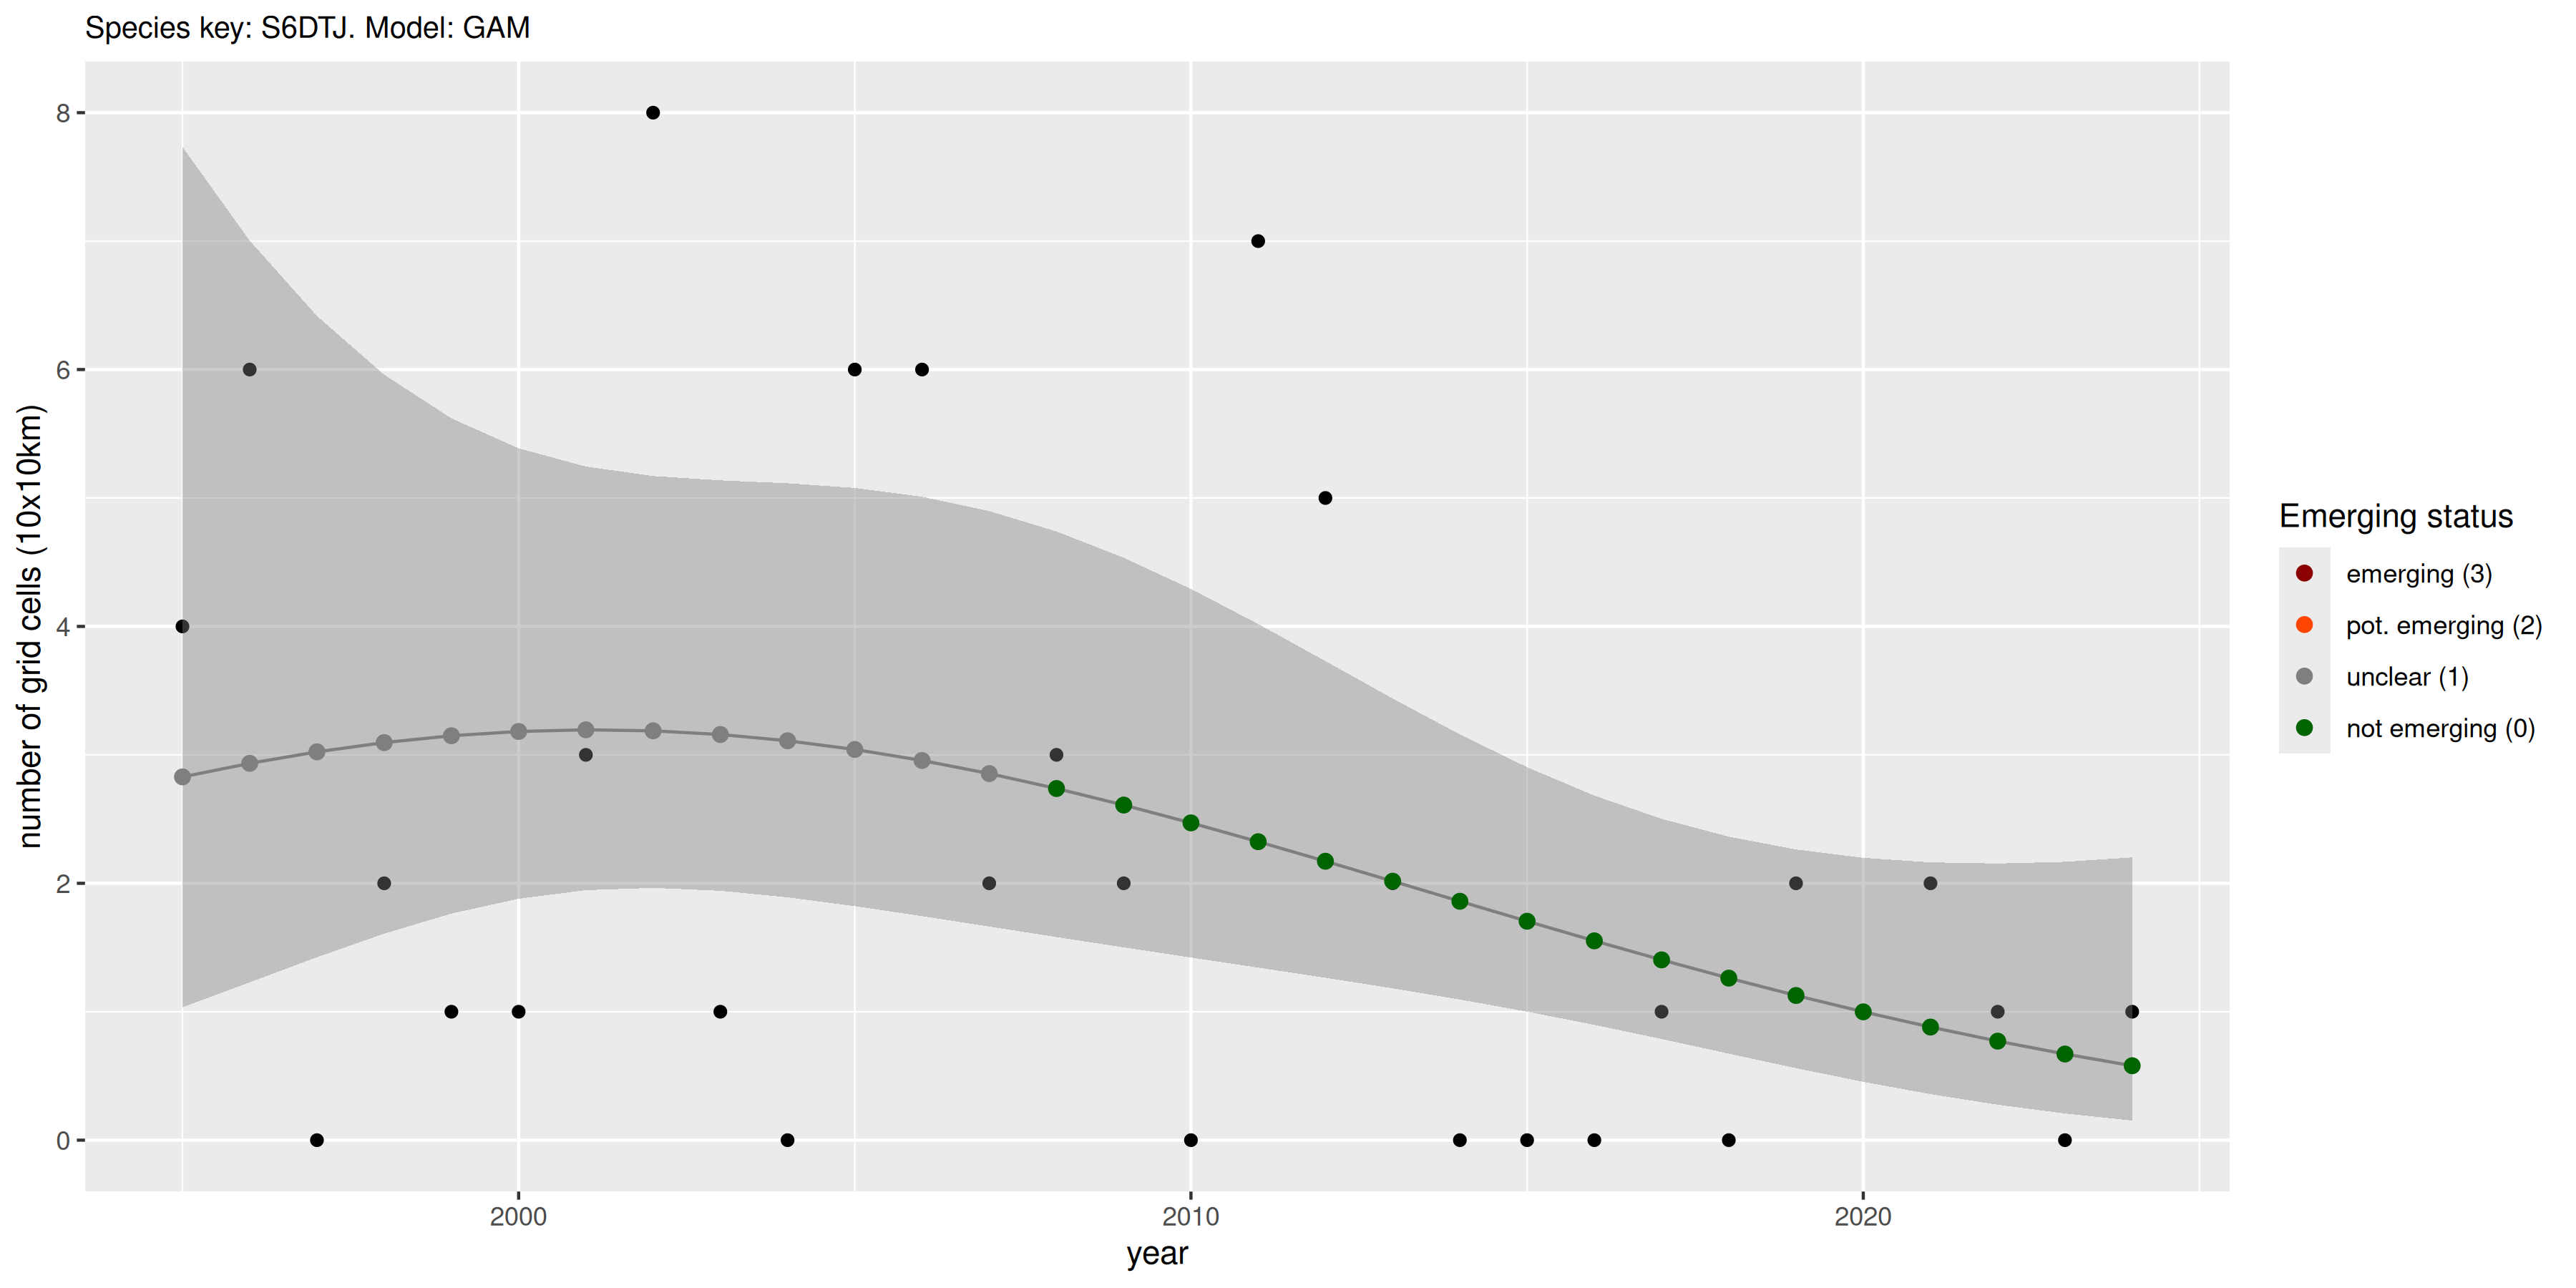 Species key: S6DTJ. Model: GAM
8
6
4
2
0
number of grid cells (10x10km)
2000
2010
2020
year
Emerging status
emerging (3)
pot. emerging (2)
unclear (1)
not emerging (0)